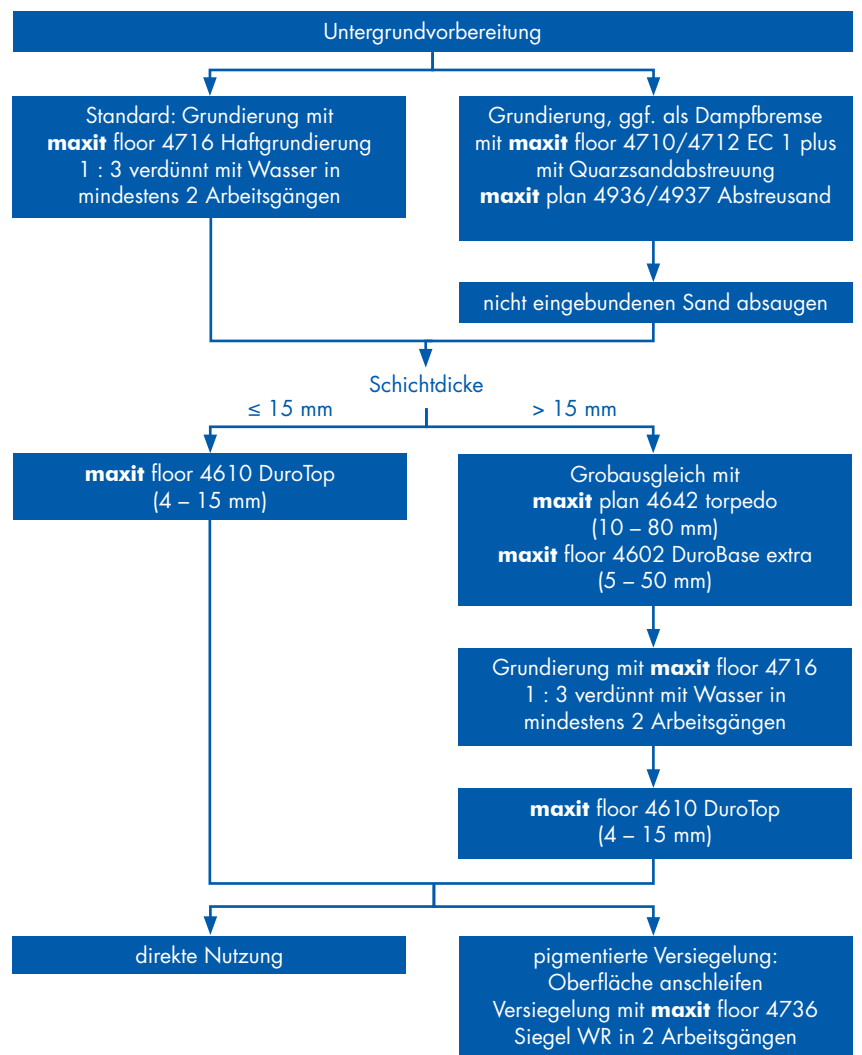 Untergrundvorbereitung
Standard: Grundierung mit
maxit floor 4716 Haftgrundierung
1 : 3 verdünnt mit Wasser in
mindestens 2 Arbeitsgängen
Grundierung, ggf. als Dampfbremse
mit maxit floor 4710/4712 EC 1 plus
mit Quarzsandabstreuung
maxit plan 4936/4937 Abstreusand
nicht eingebundenen Sand absaugen
Schichtdicke
≤ 15 mm
> 15 mm
maxit floor 4610 DuroTop
(4 – 15 mm)
Grobausgleich mit
maxit plan 4642 torpedo
(10 – 80 mm)
maxit floor 4602 DuroBase extra
(5 – 50 mm)
Grundierung mit maxit floor 4716
1 : 3 verdünnt mit Wasser in
mindestens 2 Arbeitsgängen
maxit floor 4610 DuroTop
(4 – 15 mm)
direkte Nutzung
pigmentierte Versiegelung:
Oberfläche anschleifen
Versiegelung mit maxit floor 4736
Siegel WR in 2 Arbeitsgängen